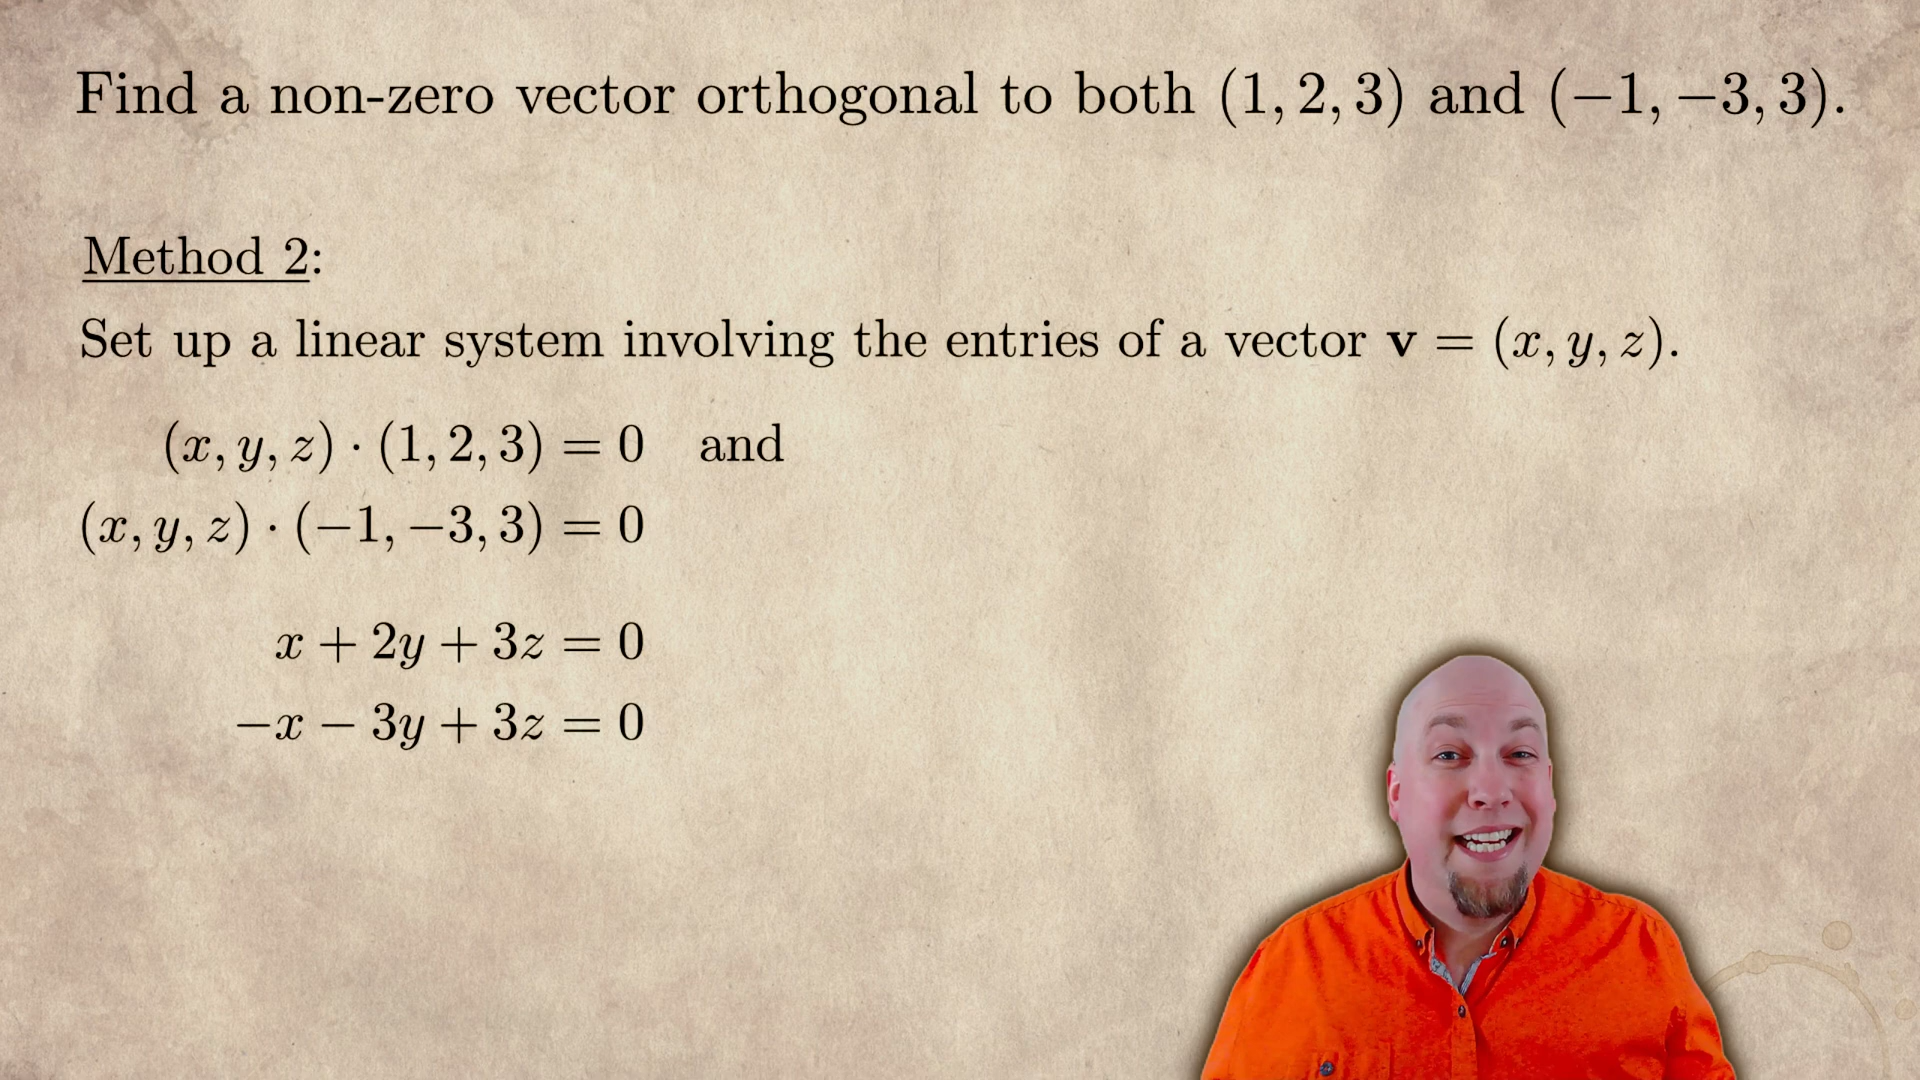 Find a non-zero vector orthogonal to both (1, 2, 3) and (−1, −3, 3).
Method 2:
Set up a linear system involving the entries of a vector v = (x, y, z).
(x, y, z) · (1, 2, 3) = 0 and
(x, y, z) · (−1, −3, 3) = 0
x + 2y + 3z = 0
−x − 3y + 3z = 0